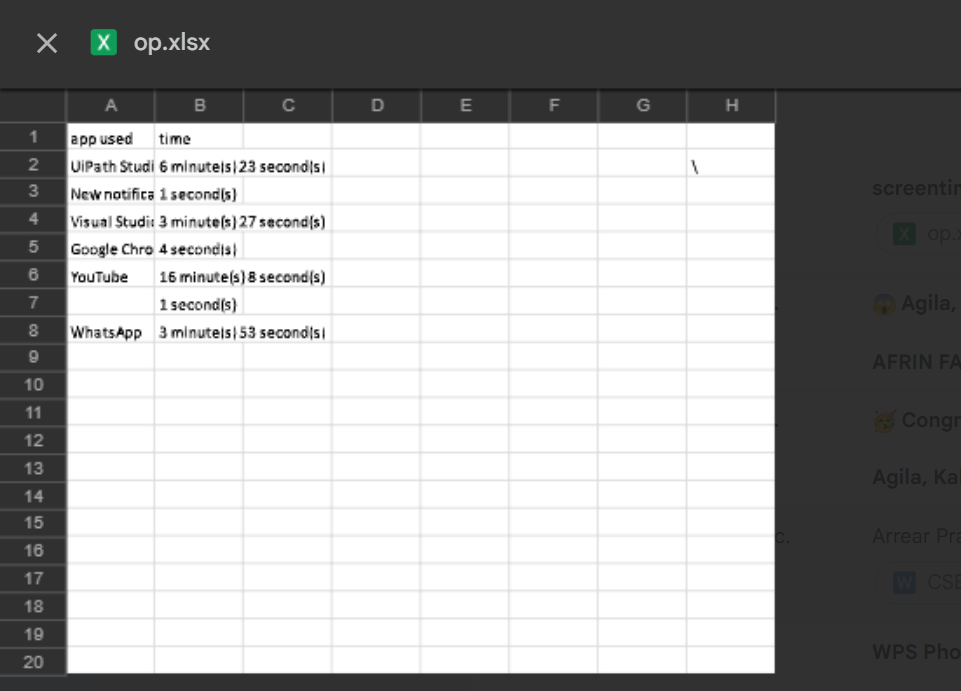 op.xlsx
A B C D E F G H
1 app used time
2 UiPath Studi 6 minute(s) 23 second(s) \
3 New notifica 1 second(s)
4 Visual Studi 3 minute(s) 27 second(s)
5 Google Chro 4 second(s)
6 YouTube 16 minute(s) 8 second(s)
7 1 second(s)
8 WhatsApp 3 minute(s) 53 second(s)
9
10
11
12
13
14
15
16
17
18
19
20
screentin
op.x
Agila,
AFRIN FA
Congr
Agila, Ka
c.
Arrear Pra
W CSE
WPS Pho